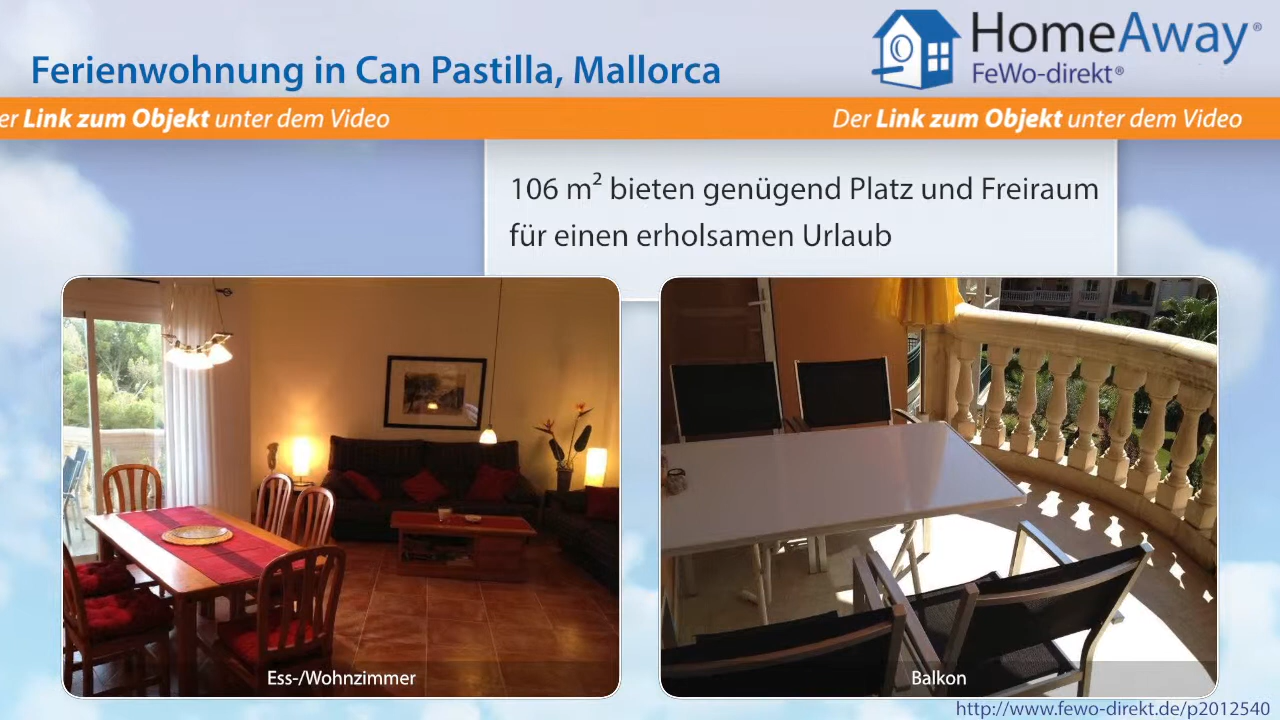 HomeAway®
FeWo-direkt®
Ferienwohnung in Can Pastilla, Mallorca
er Link zum Objekt unter dem Video
Der Link zum Objekt unter dem Video
106 m² bieten genügend Platz und Freiraum
für einen erholsamen Urlaub
Ess-/Wohnzimmer
Balkon
http://www.fewo-direkt.de/p2012540